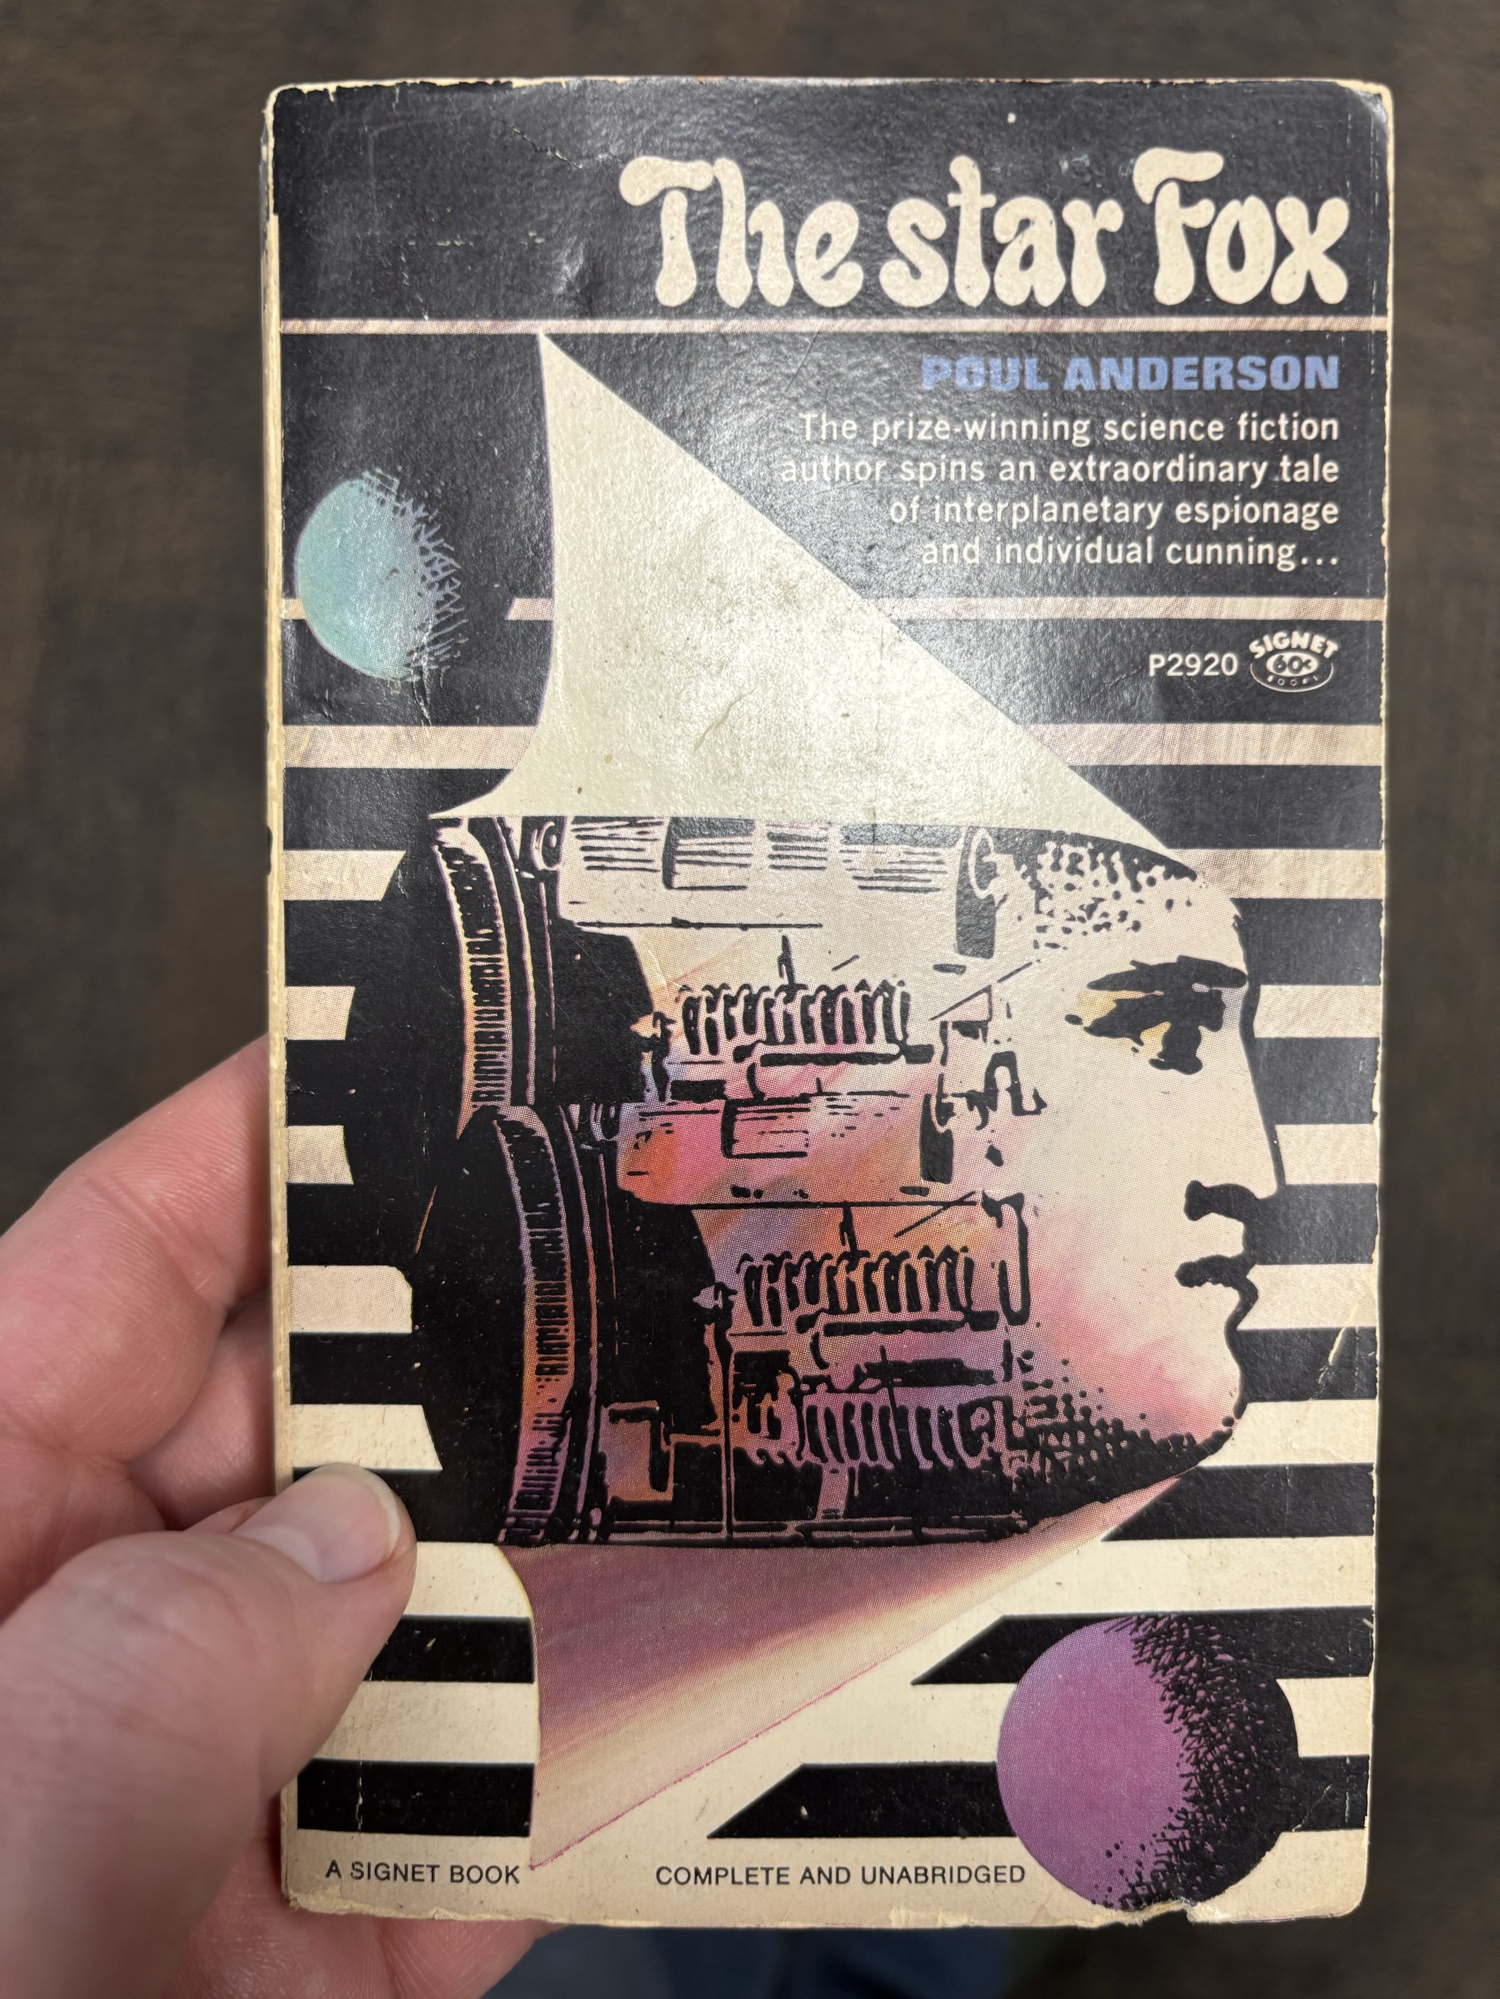 The star Fox
POUL ANDERSON
The prize-winning science fiction
author spins an extraordinary tale
of interplanetary espionage
and individual cunning...
P2920 SIGNET
60¢
BOOKS
A SIGNET BOOK
COMPLETE AND UNABRIDGED